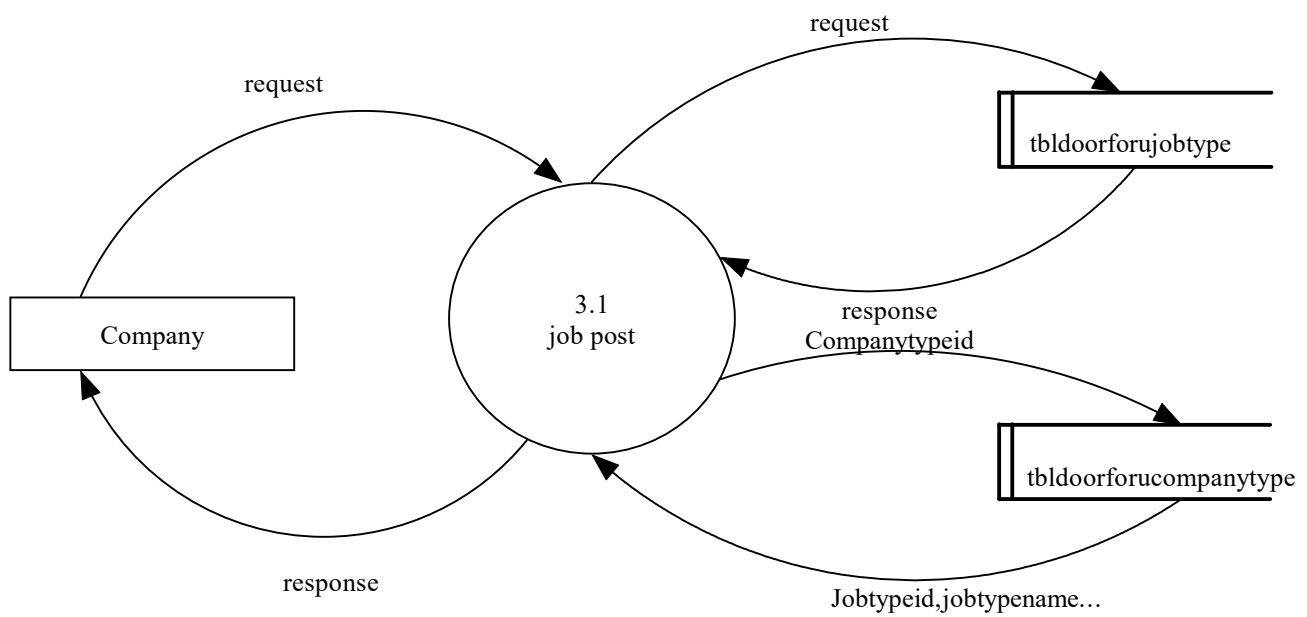 request
request
tbldoorforujobtype
3.1
job post
Company
response
Companytypeid
tbldoorforucompanytype
response
Jobtypeid,jobtypename...